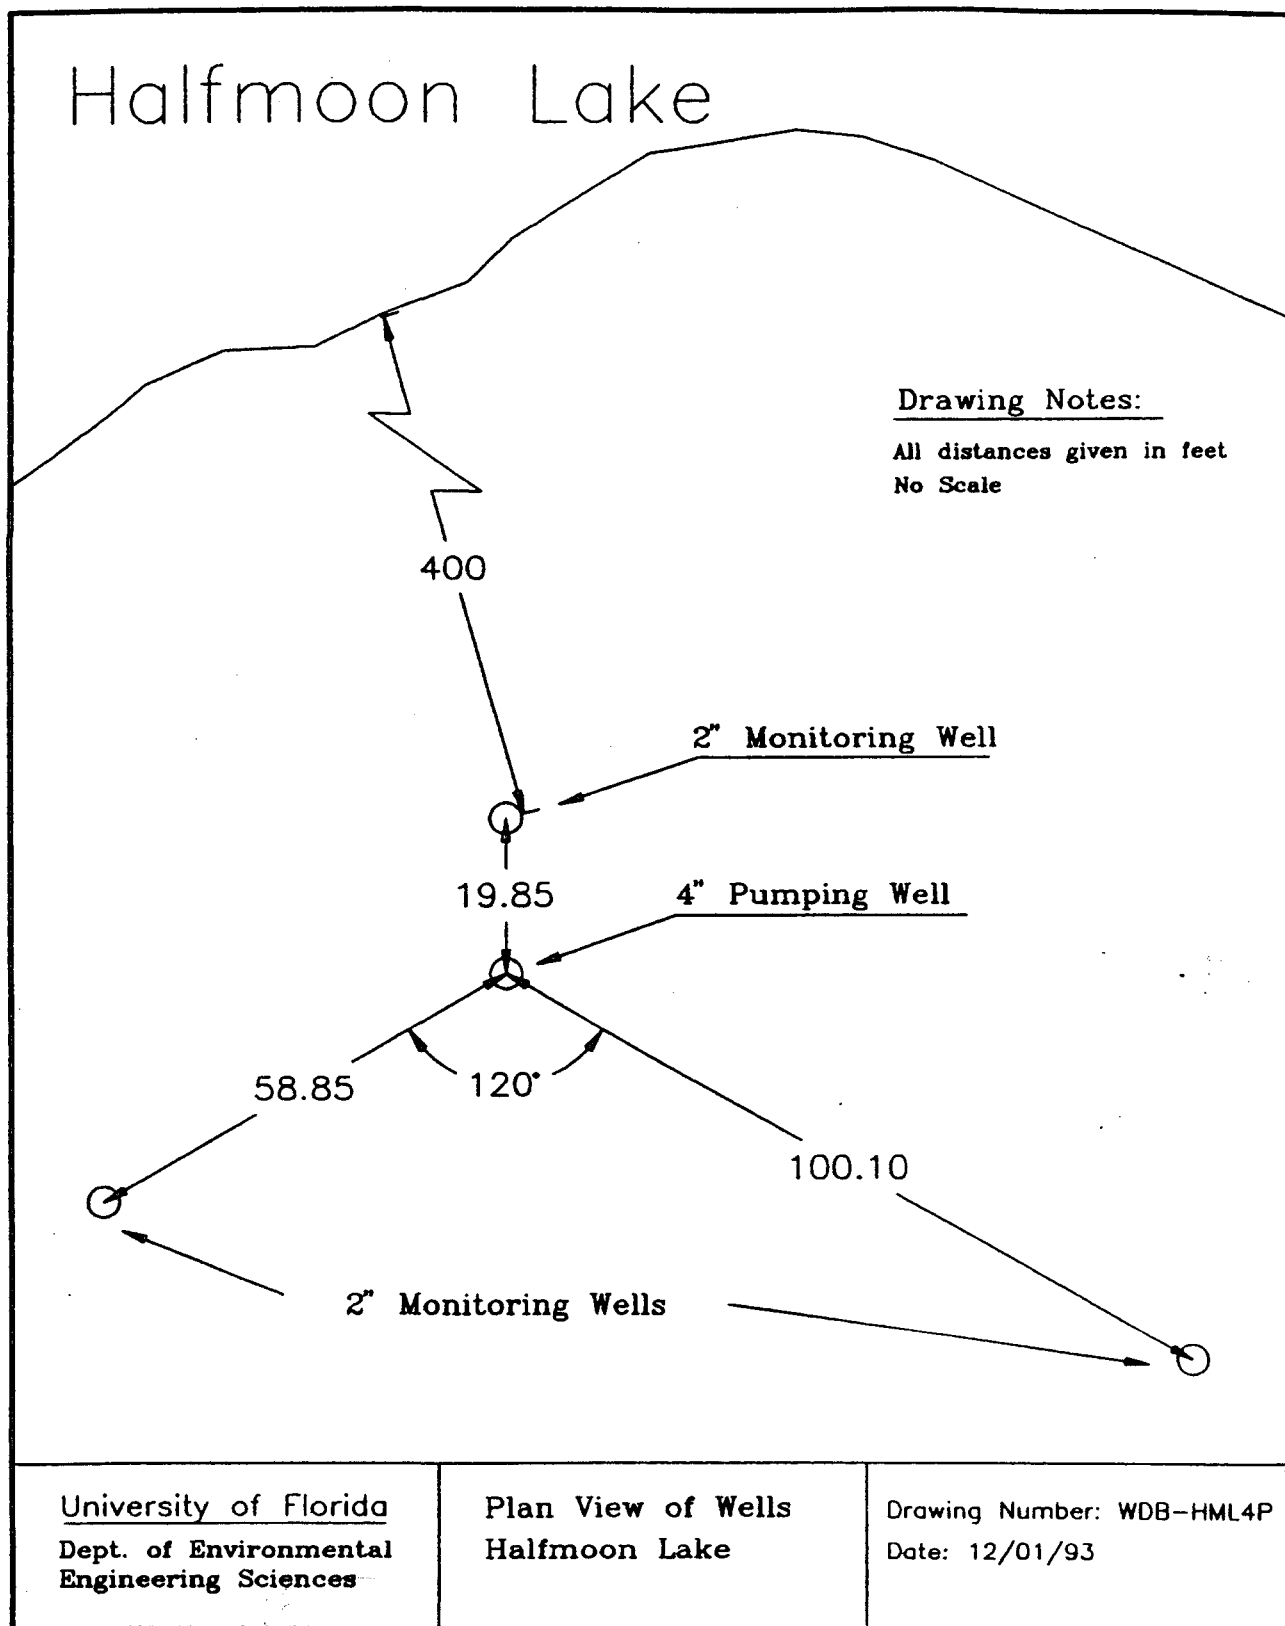 Halfmoon Lake
Drawing Notes:
All distances given in feet
No Scale
400
2" Monitoring Well
19.85
4" Pumping Well
58.85
120°
100.10
2" Monitoring Wells
University of Florida
Dept. of Environmental
Engineering Sciences
Plan View of Wells
Halfmoon Lake
Drawing Number: WDB-HML4P
Date: 12/01/93